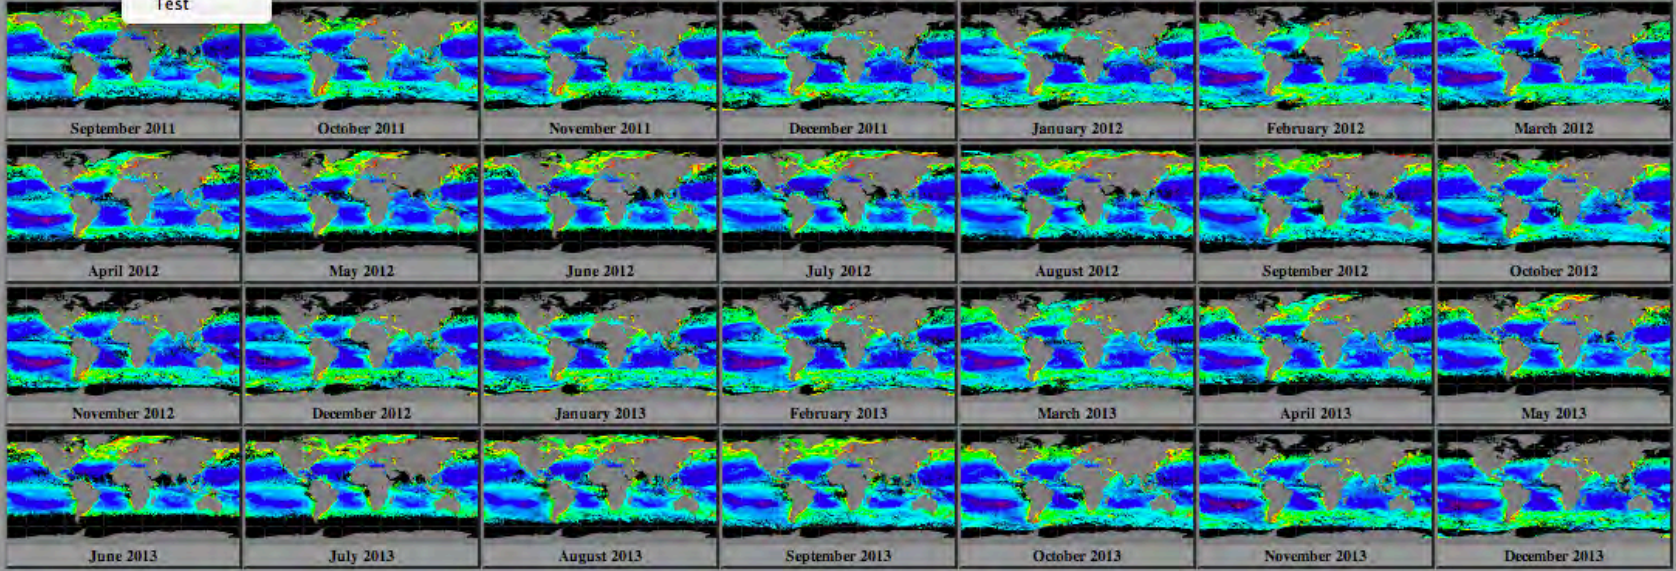 Test
September 2011
October 2011
November 2011
December 2011
January 2012
February 2012
March 2012
April 2012
May 2012
June 2012
July 2012
August 2012
September 2012
October 2012
November 2012
December 2012
January 2013
February 2013
March 2013
April 2013
May 2013
June 2013
July 2013
August 2013
September 2013
October 2013
November 2013
December 2013